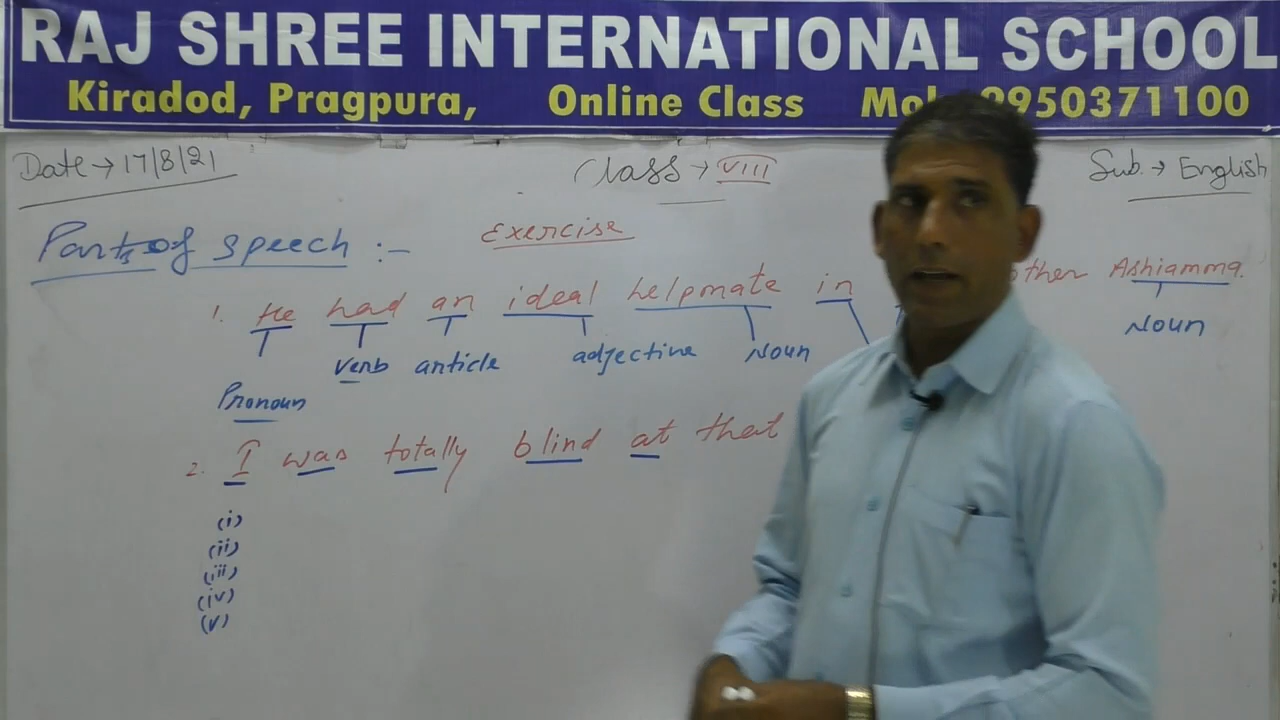 RAJ SHREE INTERNATIONAL SCHOOL
Kiradod, Pragpura, Online Class 950371100
Date → 17/8/21 Class → VIII Sub. → English
Parts of speech :- Exercise
1. He had an ideal helpmate in other Ashiamma.
Pronoun verb article adjective Noun Noun
2. I was totally blind at that
(i)
(ii)
(iii)
(iv)
(v)